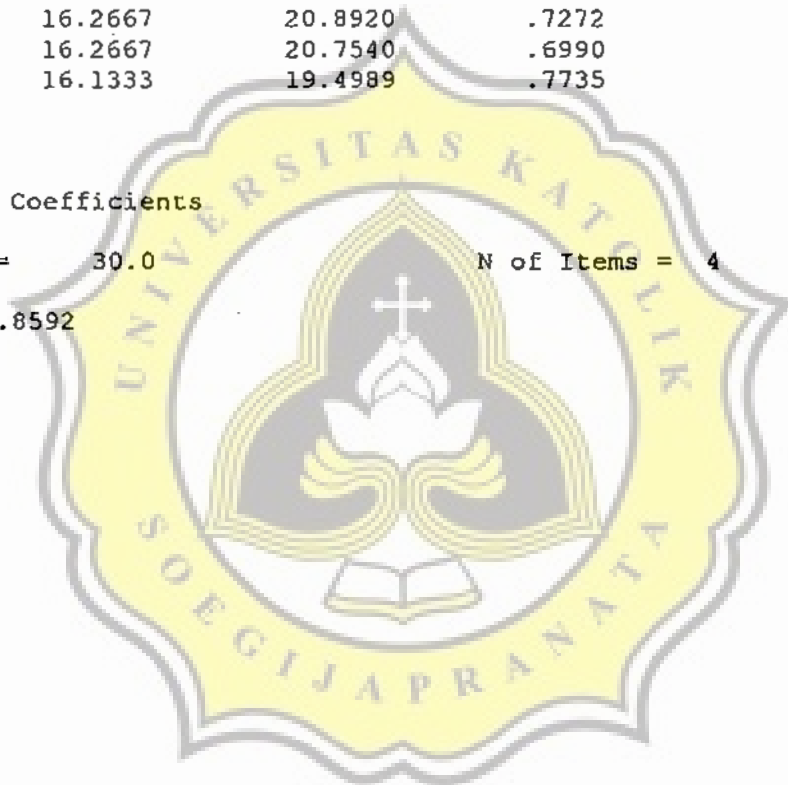 16.2667 20.8920 .7272
16.2667 20.7540 .6990
16.1333 19.4989 .7735
Coefficients
= 30.0 N of Items = 4
.8592
UNIVERSITAS KATOLIK
SOEGIJAPRANATA